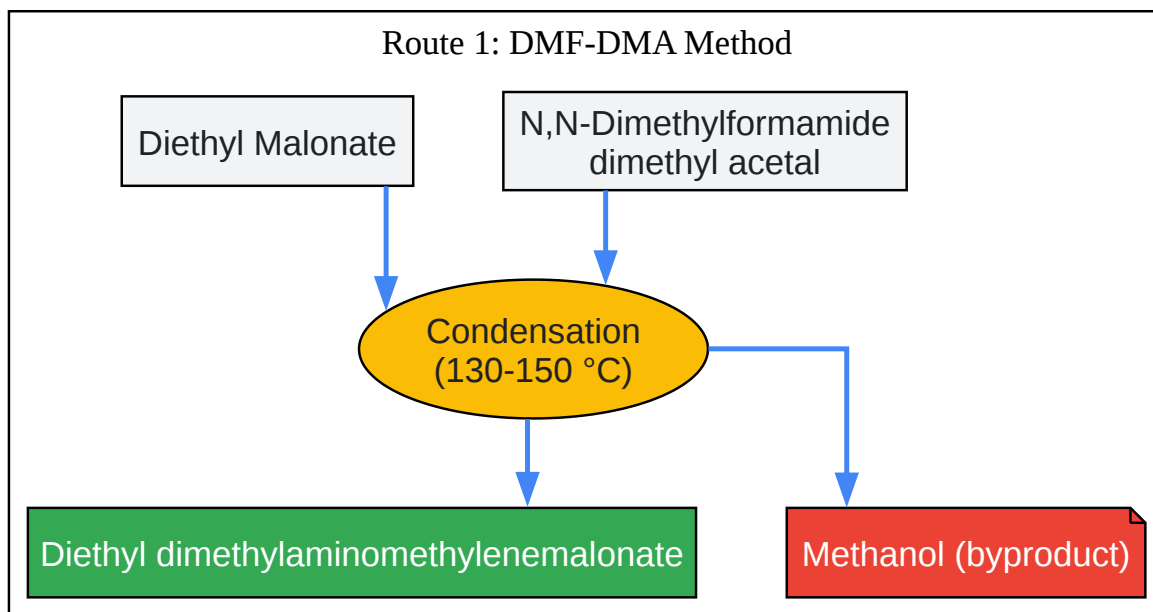 Route 1: DMF-DMA Method
Diethyl Malonate
N,N-Dimethylformamide
dimethyl acetal
Condensation
(130-150 °C)
Diethyl dimethylaminomethylenemalonate
Methanol (byproduct)